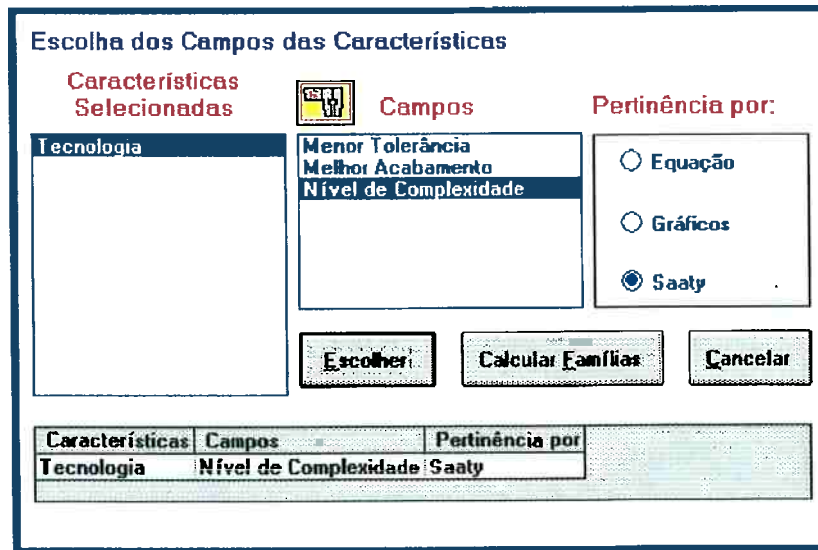 Escolha dos Campos das Características
Características
Selecionadas
Campos
Pertinência por:
Tecnologia
Menor Tolerância
Melhor Acabamento
Nível de Complexidade
Equação
Gráficos
Saaty
Escolher
Calcular Famílias
Cancelar
Características Campos Pertinência por
Tecnologia Nível de Complexidade Saaty